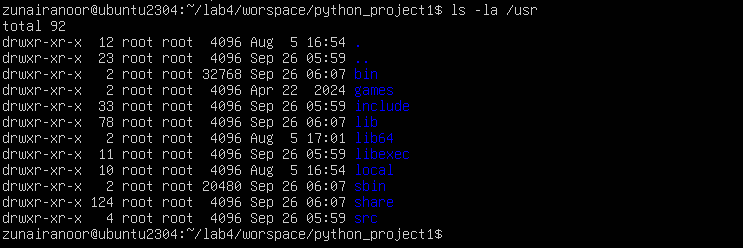 zunairanoor@ubuntu2304:~/lab4/worspace/python_project1$ ls -la /usr
total 92
drwxr-xr-x  12 root root  4096 Aug  5 16:54 .
drwxr-xr-x  23 root root  4096 Sep 26 05:59 ..
drwxr-xr-x   2 root root 32768 Sep 26 06:07 bin
drwxr-xr-x   2 root root  4096 Apr 22  2024 games
drwxr-xr-x  33 root root  4096 Sep 26 05:59 include
drwxr-xr-x  78 root root  4096 Sep 26 06:07 lib
drwxr-xr-x   2 root root  4096 Aug  5 17:01 lib64
drwxr-xr-x  11 root root  4096 Sep 26 05:59 libexec
drwxr-xr-x  10 root root  4096 Aug  5 16:54 local
drwxr-xr-x   2 root root 20480 Sep 26 06:07 sbin
drwxr-xr-x 124 root root  4096 Sep 26 06:07 share
drwxr-xr-x   4 root root  4096 Sep 26 05:59 src
zunairanoor@ubuntu2304:~/lab4/worspace/python_project1$